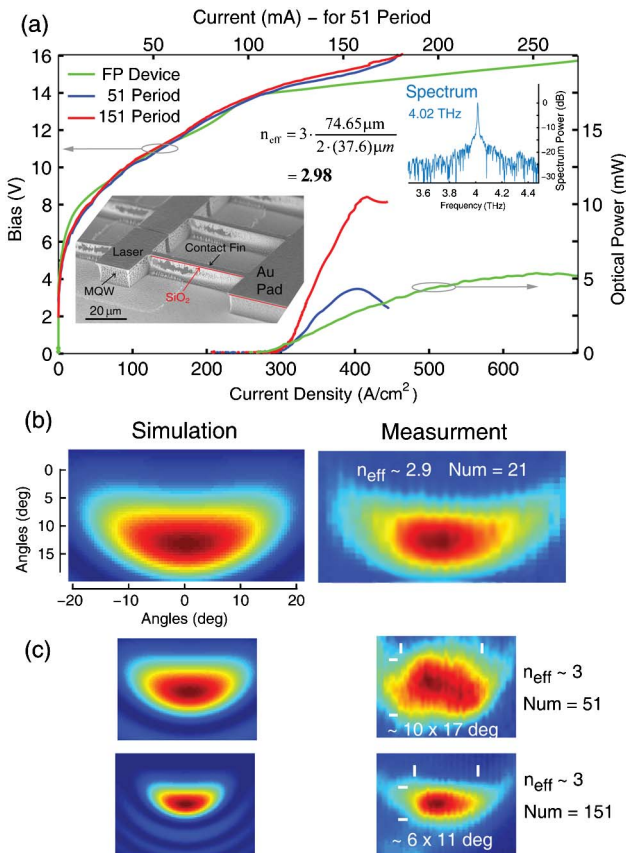 (a)
Current (mA) – for 51 Period
50 100 150 200 250
16
14
12
10
8
6
4
2
0
Bias (V)
FP Device
51 Period
151 Period
n_eff = 3 · 74.65 μm / 2 · (37.6) μm
= 2.98
Spectrum
4.02 THz
0
−10
−20
−30
Spectrum Power (dB)
3.6 3.8 4 4.2 4.4
Frequency (THz)
15
10
5
0
Optical Power (mW)
Laser
Contact Fin
Au
Pad
MQW
SiO₂
20 μm
0 100 200 300 400 500 600
Current Density (A/cm²)
(b)
Simulation
Measurment
0
5
10
15
Angles (deg)
−20 −10 0 10 20
Angles (deg)
n_eff ~ 2.9 Num = 21
(c)
n_eff ~ 3
Num = 51
~ 10 x 17 deg
n_eff ~ 3
Num = 151
~ 6 x 11 deg